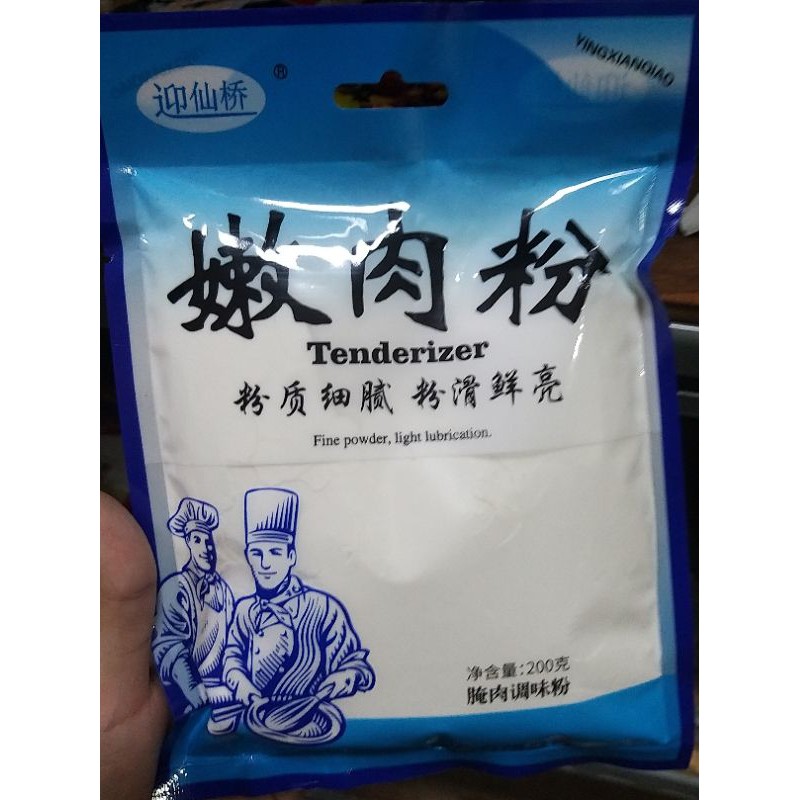 迎仙桥 ®
YINGXIANQIAO
嫩肉粉
Tenderizer
粉质细腻 粉滑鲜亮
Fine powder, light lubrication.
净含量:200克
腌肉调味粉